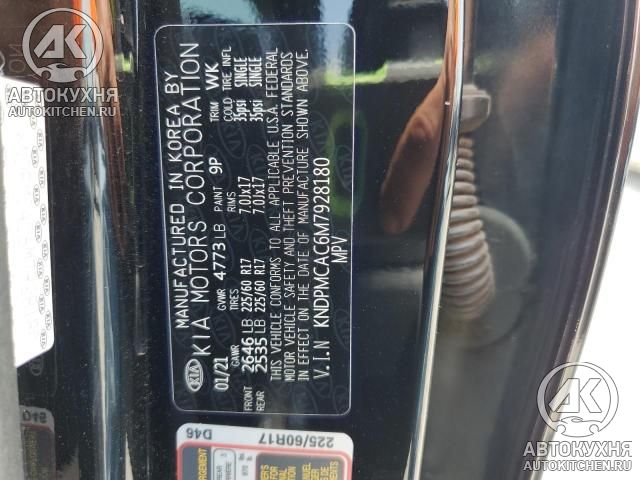 MANUFACTURED IN KOREA BY
KIA MOTORS CORPORATION
KIA
01/21 GVWR 4773 LB PAINT 9P TRIM WK
GAWR TIRES RIMS COLD TIRE INFL
FRONT 2646 LB 225/60 R17 7.0JX17 35psi SINGLE
REAR 2535 LB 225/60 R17 7.0JX17 35psi SINGLE
THIS VEHICLE CONFORMS TO ALL APPLICABLE U.S.A. FEDERAL
MOTOR VEHICLE SAFETY AND THEFT PREVENTION STANDARDS
IN EFFECT ON THE DATE OF MANUFACTURE SHOWN ABOVE.
V.I.N KNDPMCAC6M7928180
MPV
D46
225/60R17
АВТОКУХНЯ
AUTOKITCHEN.RU
АВТОКУХНЯ
AUTOKITCHEN.RU